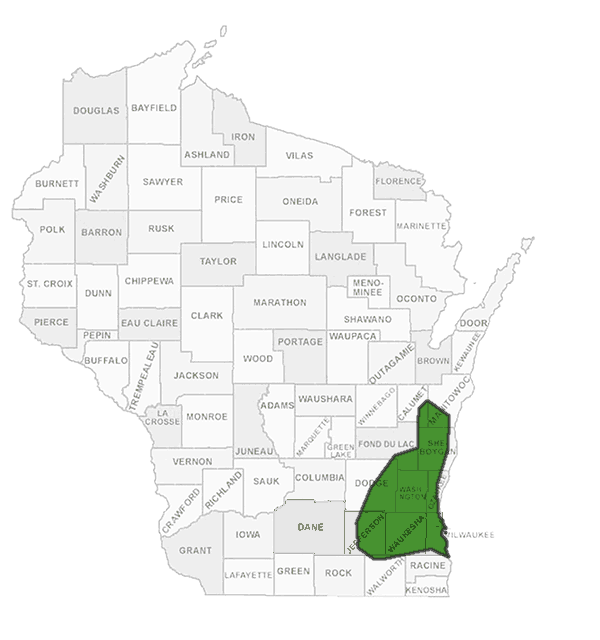 DOUGLAS
BAYFIELD
IRON
ASHLAND
VILAS
WASHBURN
BURNETT
SAWYER
FLORENCE
PRICE
ONEIDA
FOREST
POLK
BARRON
RUSK
MARINETTE
LINCOLN
TAYLOR
LANGLADE
ST. CROIX
CHIPPEWA
DUNN
MENO-
MINEE
OCONTO
MARATHON
CLARK
SHAWANO
PIERCE
EAU CLAIRE
DOOR
PEPIN
PORTAGE
WAUPACA
KEWAUNEE
BUFFALO
WOOD
OUTAGAMIE
BROWN
TREMPEALEAU
JACKSON
ADAMS
WAUSHARA
WINNEBAGO
CALUMET
MANITOWOC
LA
CROSSE
MONROE
JUNEAU
MARQUETTE
GREEN
LAKE
FOND DU LAC
SHE
BOYGAN
VERNON
RICHLAND
SAUK
COLUMBIA
DODGE
WASH
NGTON
CRAWFORD
DANE
JEFFERSON
WAUKESHA
MILWAUKEE
GRANT
IOWA
LAFAYETTE
GREEN
ROCK
WALWORTH
RACINE
KENOSHA